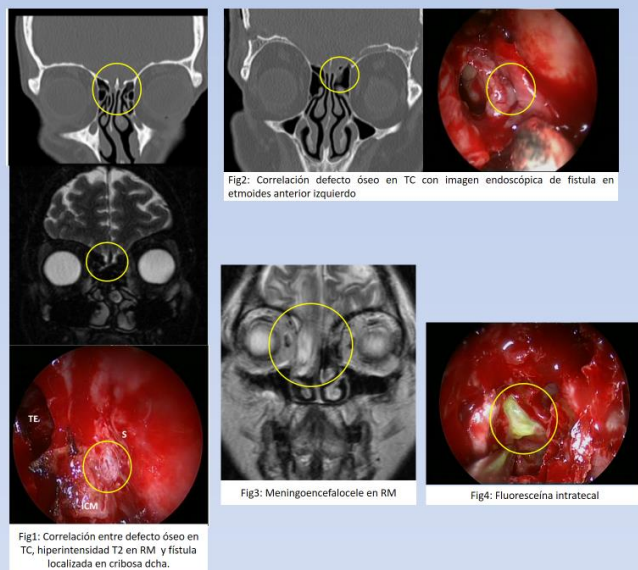 Fig2: Correlación defecto óseo en TC con imagen endoscópica de fistula en
etmoides anterior izquierdo
TE
S
CM
Fig1: Correlación entre defecto óseo en
TC, hiperintensidad T2 en RM y fístula
localizada en cribosa dcha.
Fig3: Meningoencefalocele en RM
Fig4: Fluoresceína intratecal